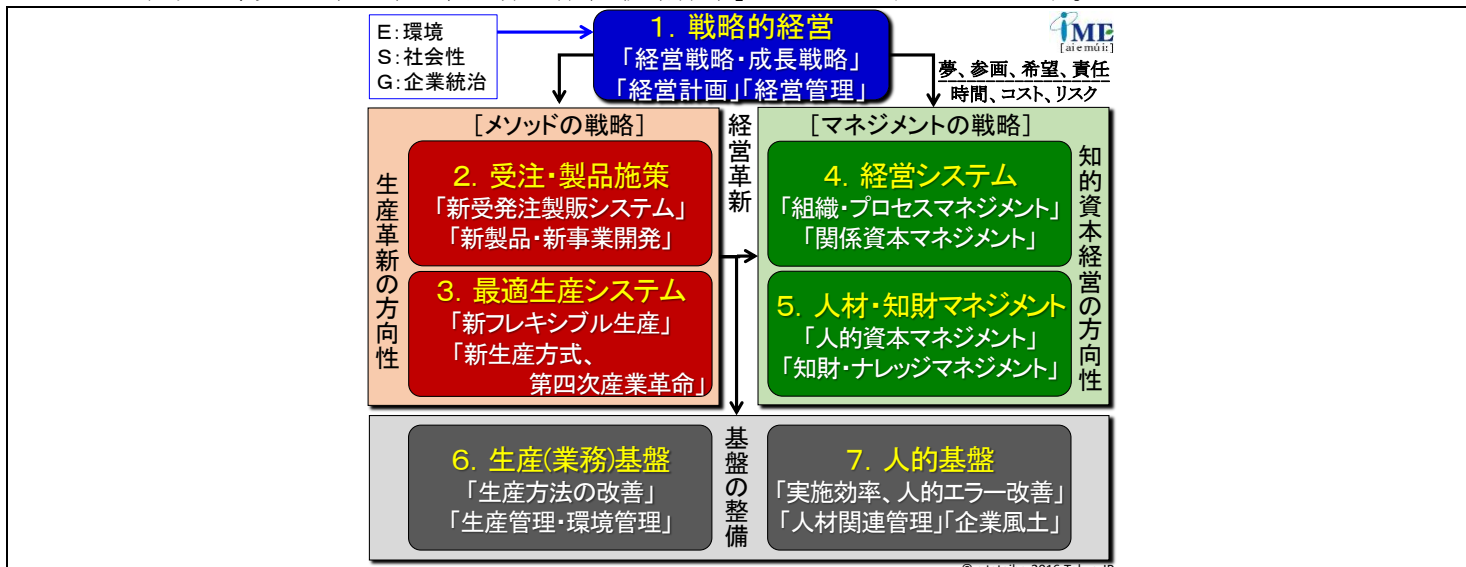 E:環境
S:社会性
G:企業統治
1. 戦略的経営
「経営戦略・成長戦略」
「経営計画」「経営管理」
iME
[aiemúi:]
夢、参画、希望、責任
時間、コスト、リスク
[メソッドの戦略]
経営革新
[マネジメントの戦略]
生産革新の方向性
2. 受注・製品施策
「新受発注製販システム」
「新製品・新事業開発」
3. 最適生産システム
「新フレキシブル生産」
「新生産方式、
第四次産業革命」
4. 経営システム
「組織・プロセスマネジメント」
「関係資本マネジメント」
5. 人材・知財マネジメント
「人的資本マネジメント」
「知財・ナレッジマネジメント」
知的資本経営の方向性
6. 生産(業務)基盤
「生産方法の改善」
「生産管理・環境管理」
基盤の整備
7. 人的基盤
「実施効率、人的エラー改善」
「人材関連管理」「企業風土」